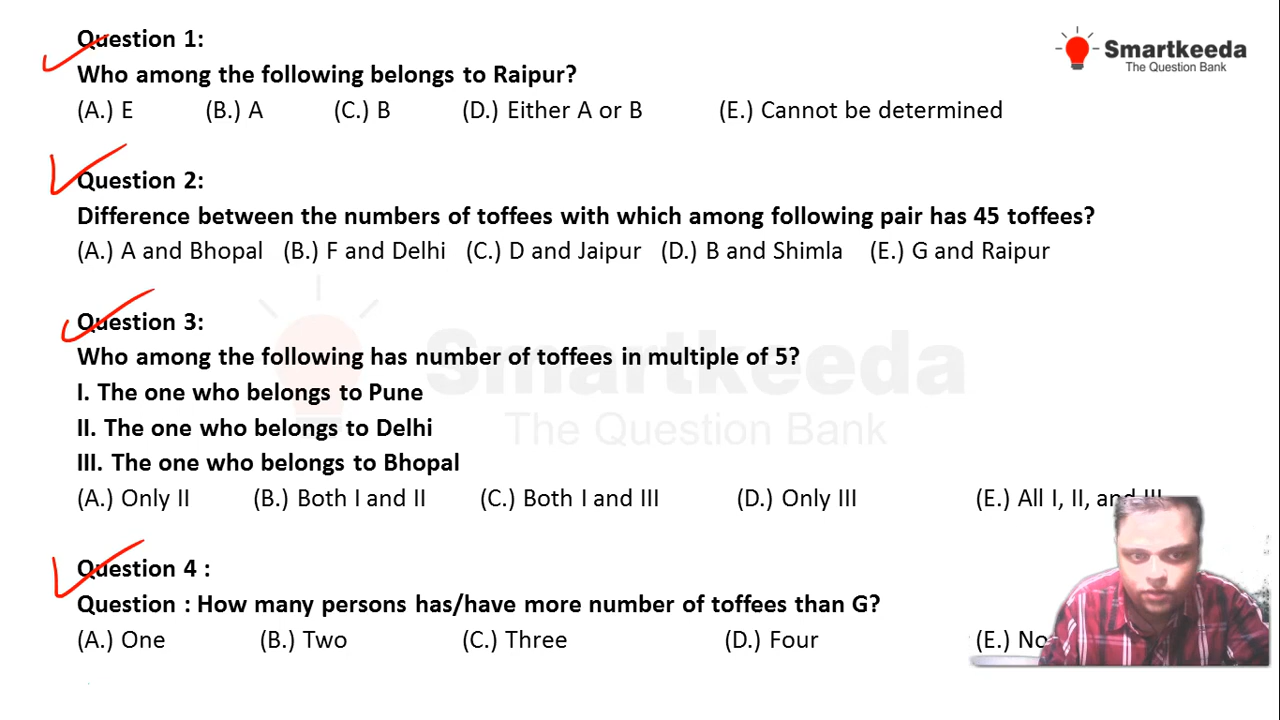 Question 1:
Smartkeeda
The Question Bank
Who among the following belongs to Raipur?
(A.) E (B.) A (C.) B (D.) Either A or B (E.) Cannot be determined
Question 2:
Difference between the numbers of toffees with which among following pair has 45 toffees?
(A.) A and Bhopal (B.) F and Delhi (C.) D and Jaipur (D.) B and Shimla (E.) G and Raipur
Question 3:
Who among the following has number of toffees in multiple of 5?
Smartkeeda
I. The one who belongs to Pune
II. The one who belongs to Delhi
The Question Bank
III. The one who belongs to Bhopal
(A.) Only II (B.) Both I and II (C.) Both I and III (D.) Only III (E.) All I, II, and III
Question 4 :
Question : How many persons has/have more number of toffees than G?
(A.) One (B.) Two (C.) Three (D.) Four (E.)